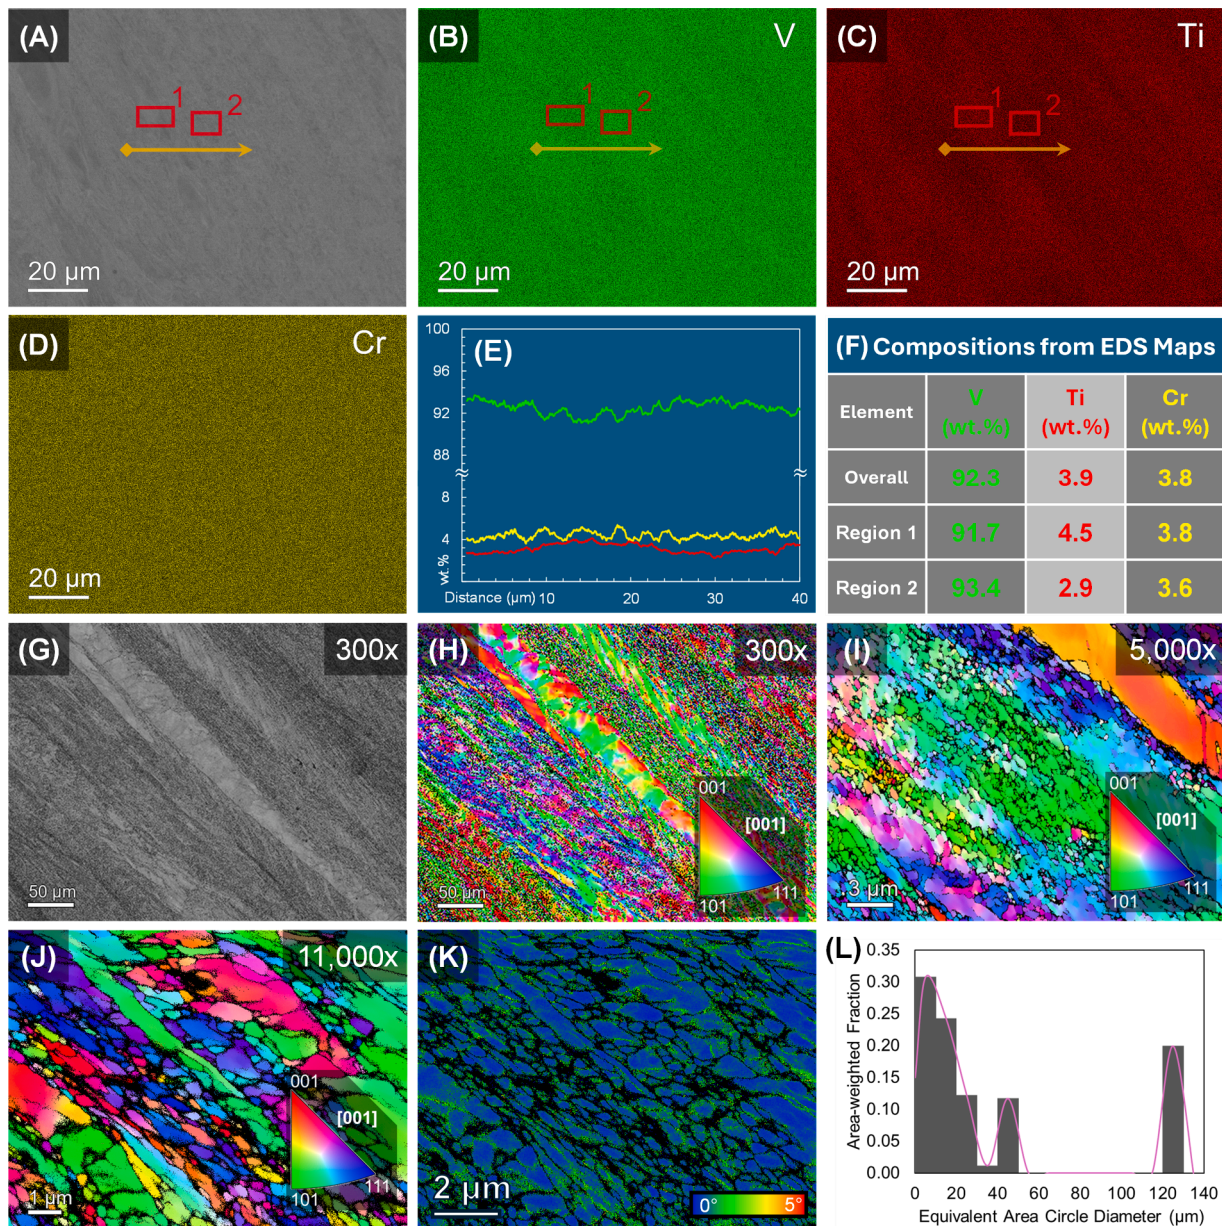 (A)
1
2
20 µm
(B)
V
1
2
20 µm
(C)
Ti
1
2
20 µm
(D)
Cr
20 µm
(E)
100
96
92
88
8
4
wt.%
Distance (µm) 10 20 30 40
(F) Compositions from EDS Maps
Element V (wt.%) Ti (wt.%) Cr (wt.%)
Overall 92.3 3.9 3.8
Region 1 91.7 4.5 3.8
Region 2 93.4 2.9 3.6
(G)
300x
50 µm
(H)
300x
001
[001]
101
111
50 µm
(I)
5,000x
001
[001]
101
111
3 µm
(J)
11,000x
001
[001]
101
111
1 µm
(K)
2 µm
0° 5°
(L)
Area-weighted Fraction
0.35
0.30
0.25
0.20
0.15
0.10
0.05
0.00
0 20 40 60 80 100 120 140
Equivalent Area Circle Diameter (µm)